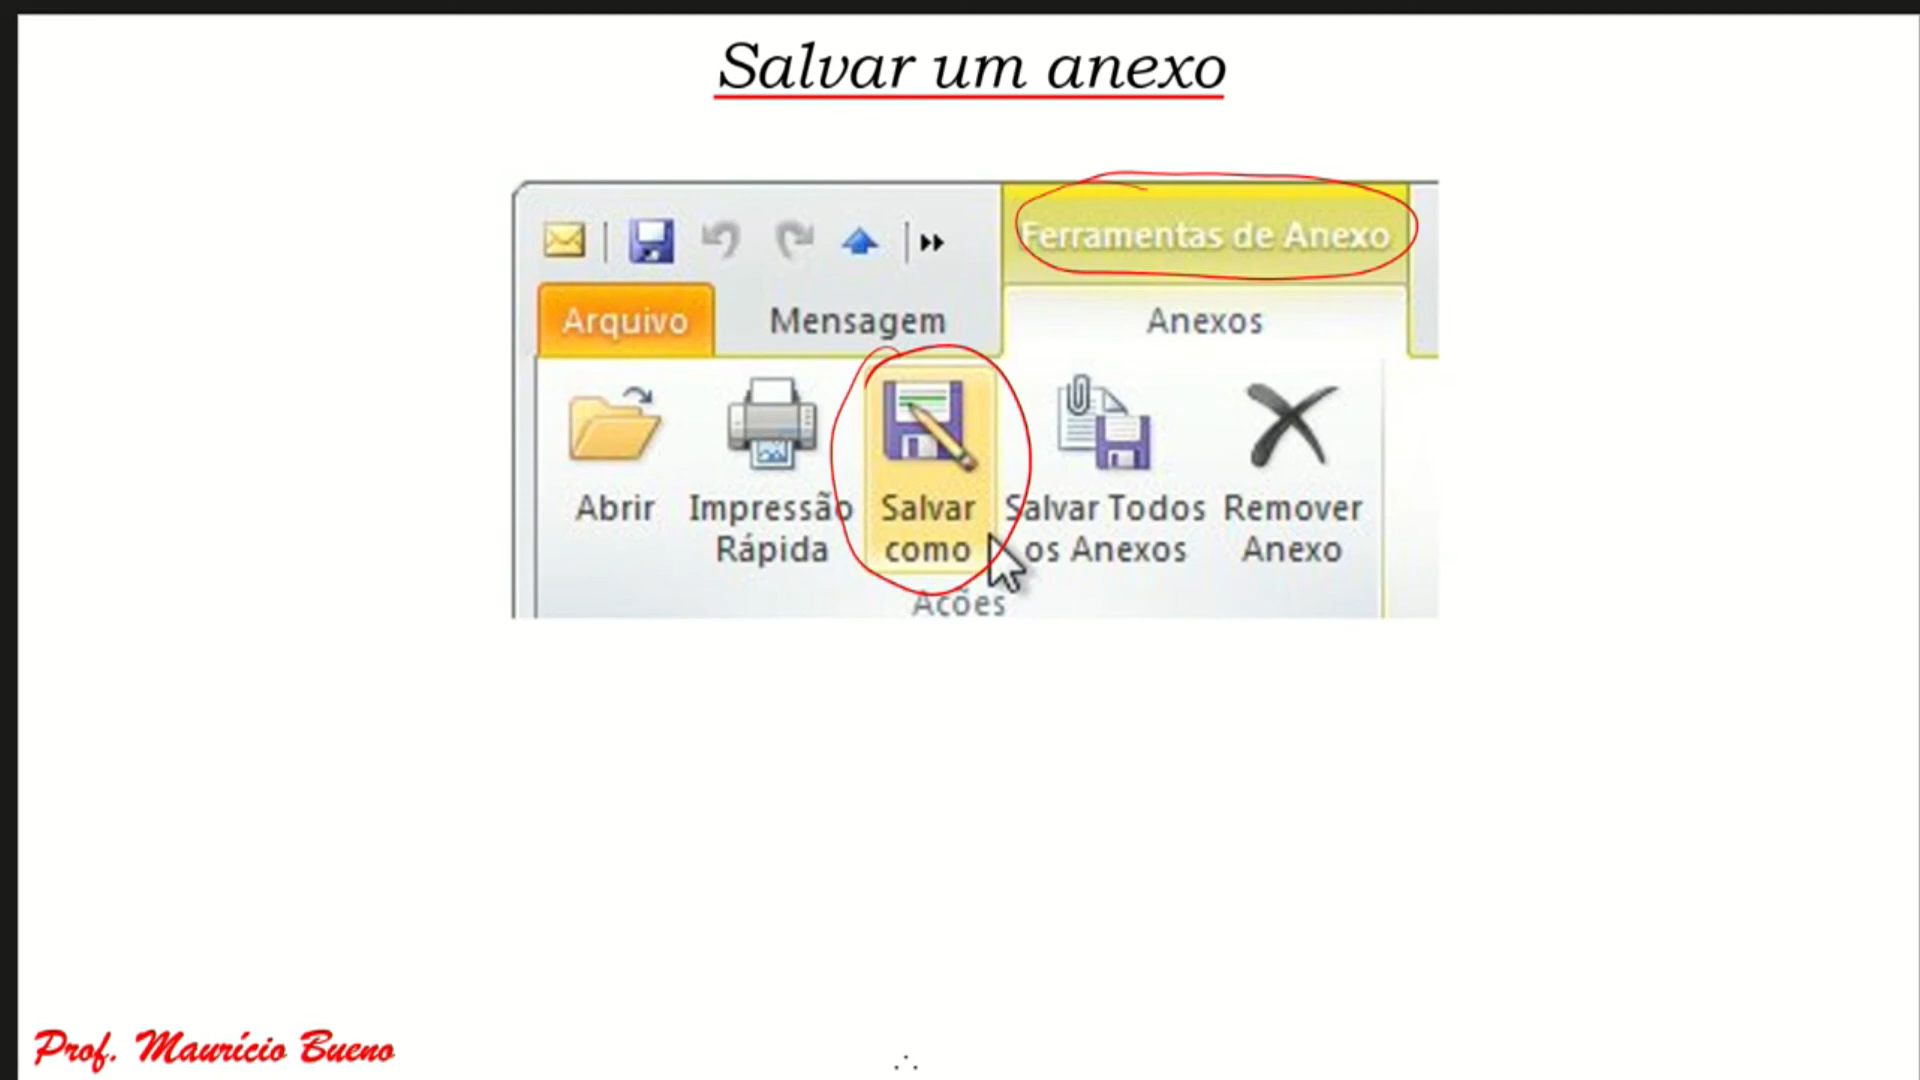 Salvar um anexo
Ferramentas de Anexo
Arquivo Mensagem Anexos
Abrir Impressão Rápida Salvar como Salvar Todos os Anexos Remover Anexo
Ações
Prof. Maurício Bueno